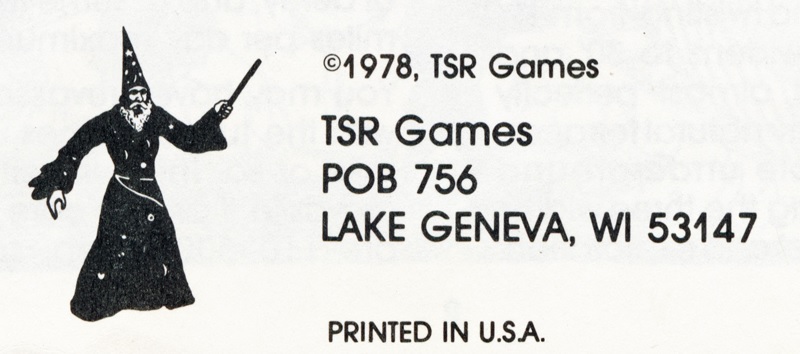 ©1978, TSR Games
TSR Games
POB 756
LAKE GENEVA, WI 53147
PRINTED IN U.S.A.